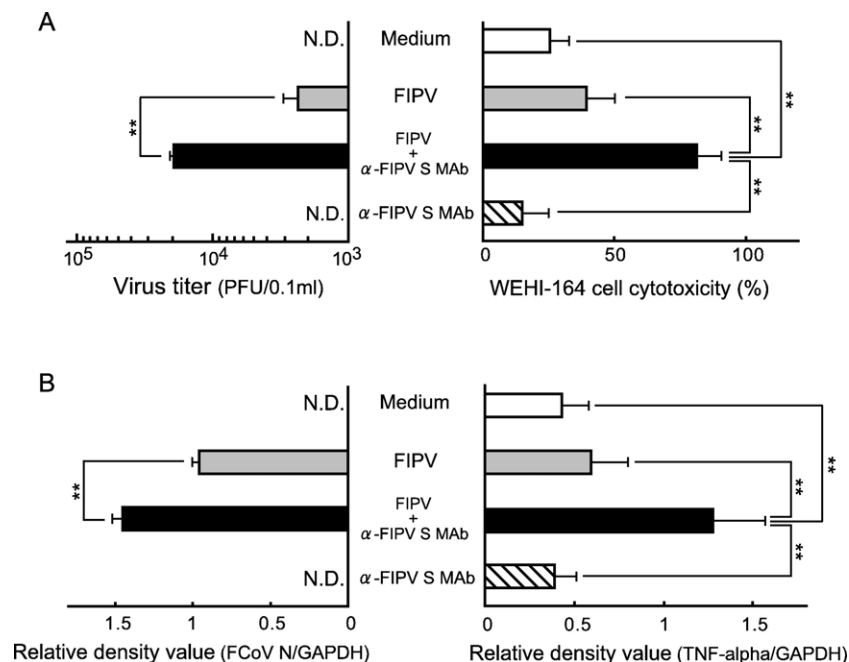 A
N.D. Medium
FIPV
**
**
**
FIPV
+
α-FIPV S MAb
**
N.D. α-FIPV S MAb
10⁵ 10⁴ 10³
0 50 100
Virus titer (PFU/0.1ml)
WEHI-164 cell cytotoxicity (%)
B
N.D. Medium
FIPV
**
**
**
FIPV
+
α-FIPV S MAb
**
N.D. α-FIPV S MAb
1.5 1 0.5 0
0 0.5 1 1.5
Relative density value (FCoV N/GAPDH)
Relative density value (TNF-alpha/GAPDH)